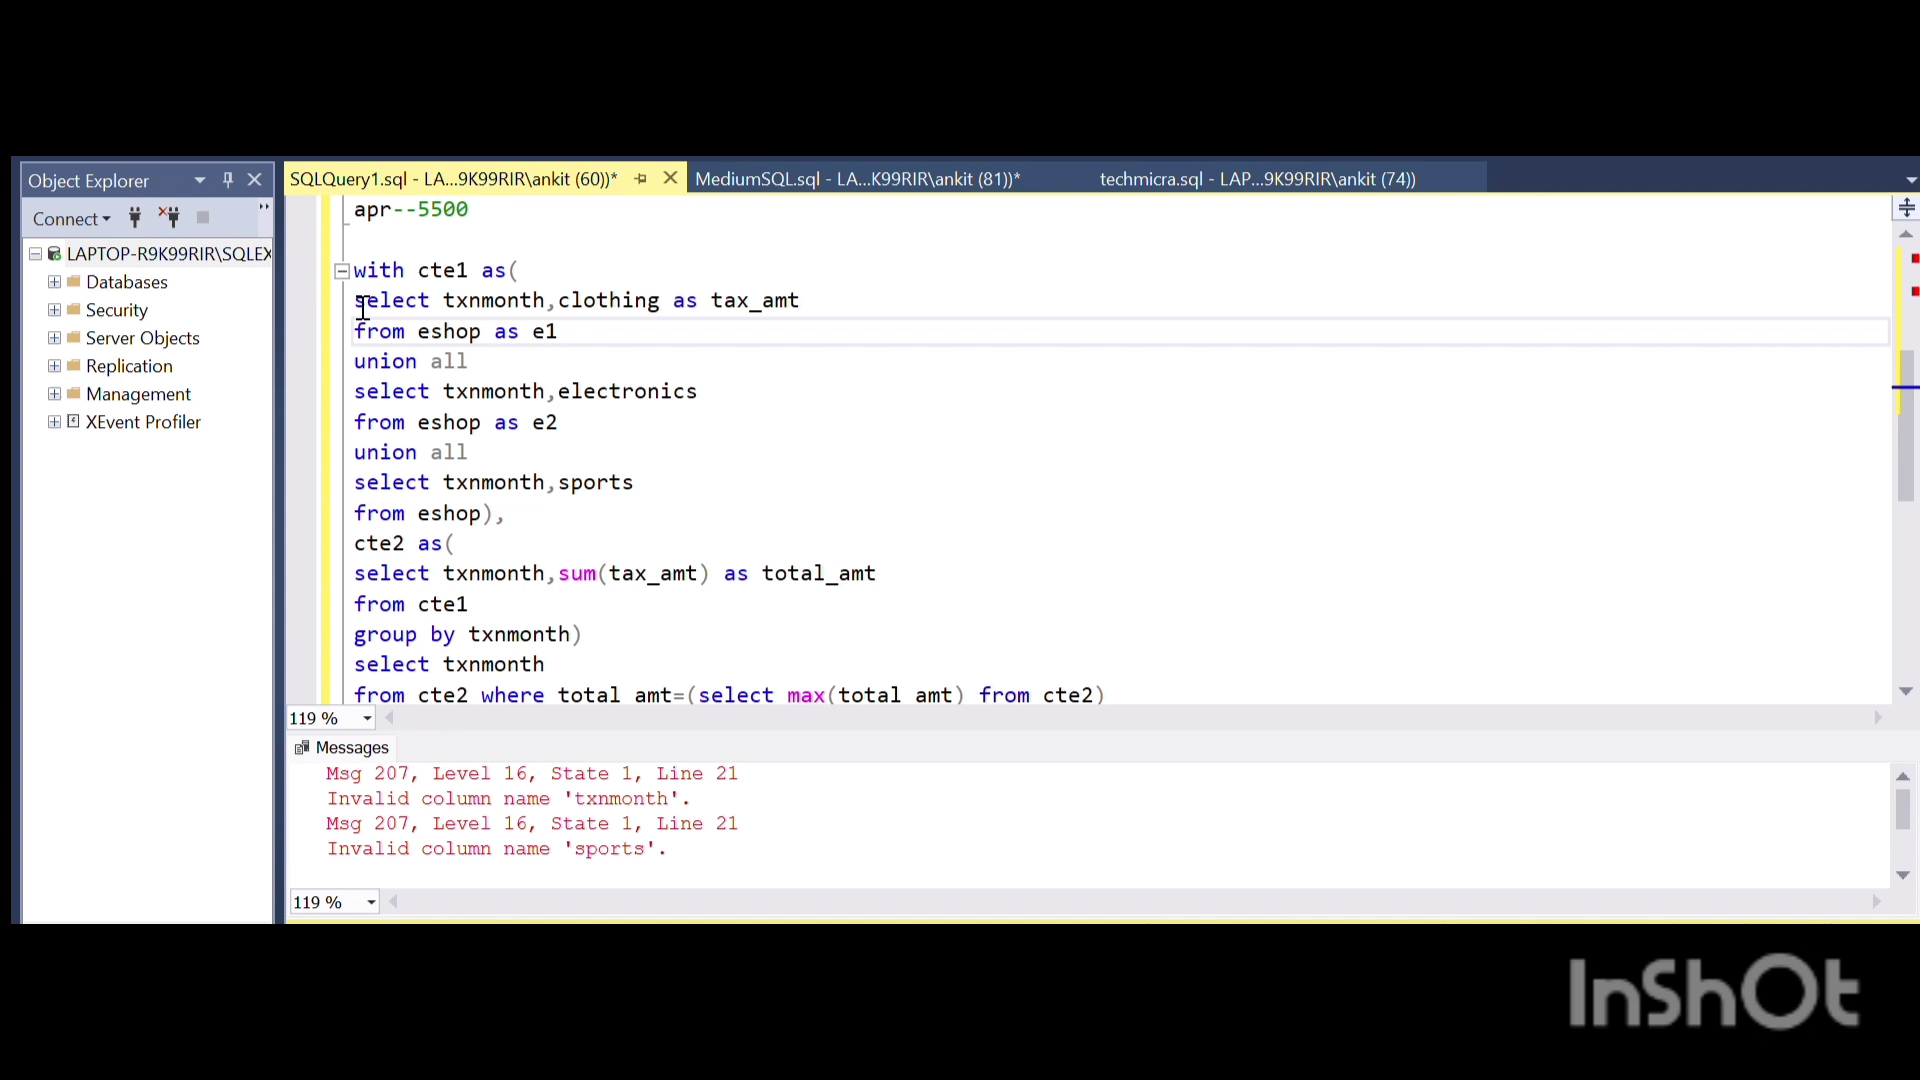 Object Explorer
SQLQuery1.sql - LA...9K99RIR\ankit (60))*
MediumSQL.sql - LA...K99RIR\ankit (81))*
techmicra.sql - LAP...9K99RIR\ankit (74))
Connect
LAPTOP-R9K99RIR\SQLEX
Databases
Security
Server Objects
Replication
Management
XEvent Profiler
apr--5500
with cte1 as(
select txnmonth,clothing as tax_amt
from eshop as e1
union all
select txnmonth,electronics
from eshop as e2
union all
select txnmonth,sports
from eshop),
cte2 as(
select txnmonth,sum(tax_amt) as total_amt
from cte1
group by txnmonth)
select txnmonth
from cte2 where total_amt=(select max(total_amt) from cte2)
119 %
Messages
Msg 207, Level 16, State 1, Line 21
Invalid column name 'txnmonth'.
Msg 207, Level 16, State 1, Line 21
Invalid column name 'sports'.
119 %
InShOt